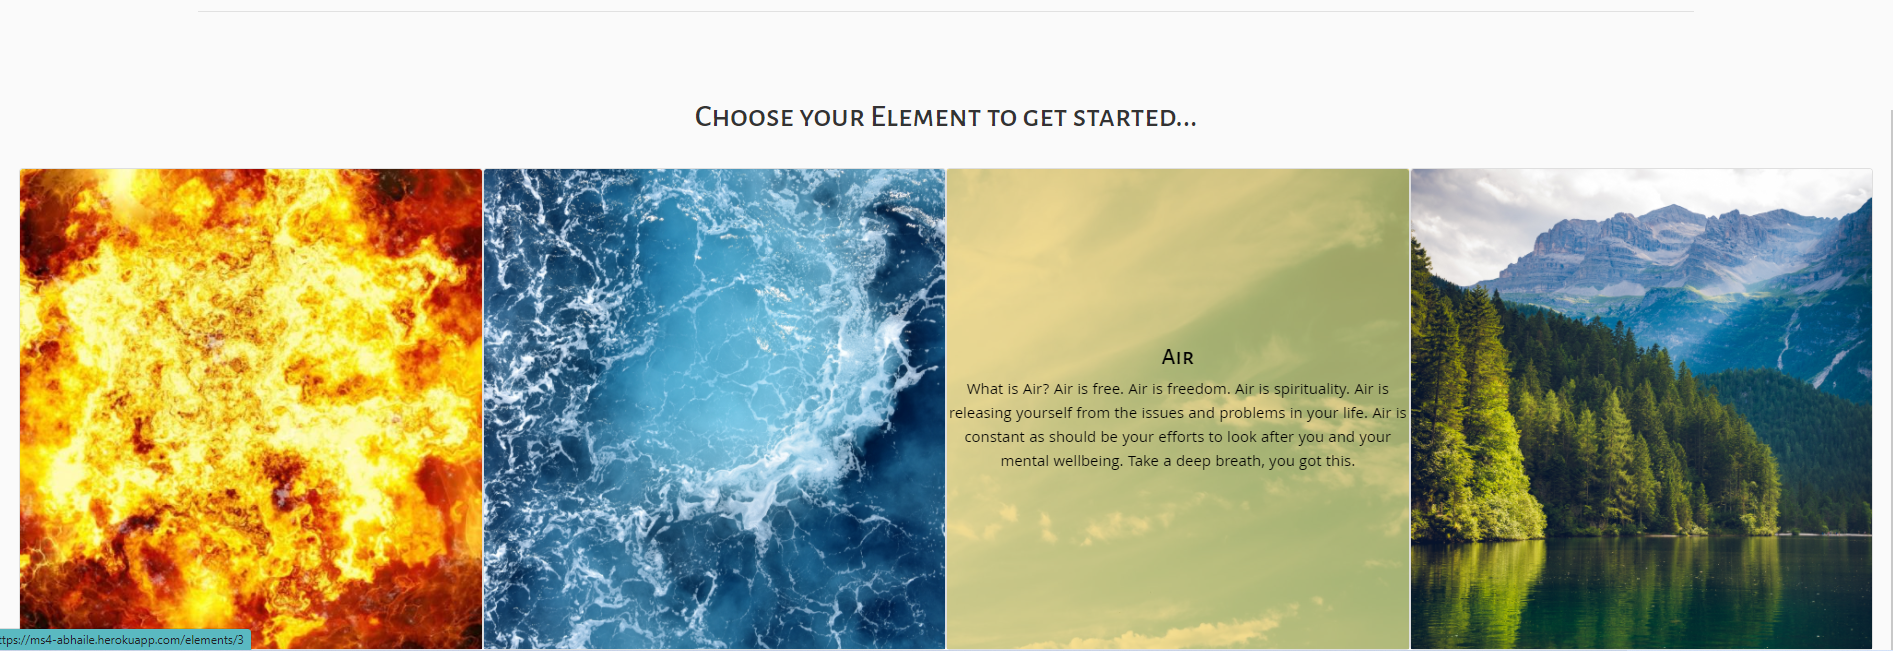 Choose your Element to get started...
Air
What is Air? Air is free. Air is freedom. Air is spirituality. Air is
releasing yourself from the issues and problems in your life. Air is
constant as should be your efforts to look after you and your
mental wellbeing. Take a deep breath, you got this.
ttps://ms4-abhaile.herokuapp.com/elements/3